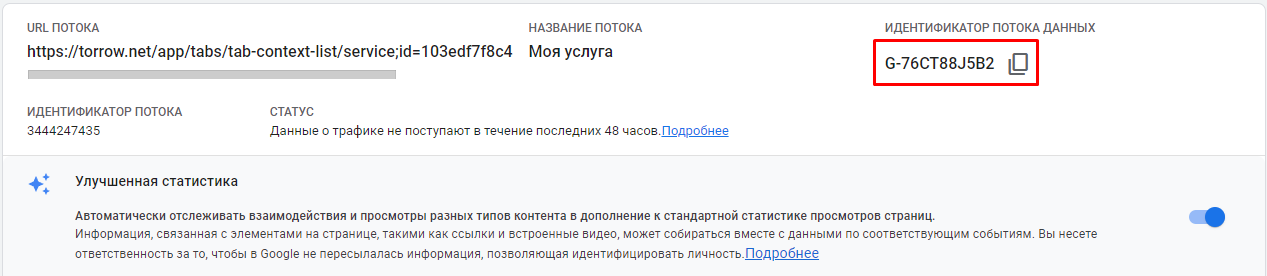 URL ПОТОКА
https://torrow.net/app/tabs/tab-context-list/service;id=103edf7f8c4
НАЗВАНИЕ ПОТОКА
Моя услуга
ИДЕНТИФИКАТОР ПОТОКА ДАННЫХ
G-76CT88J5B2
ИДЕНТИФИКАТОР ПОТОКА
3444247435
СТАТУС
Данные о трафике не поступают в течение последних 48 часов.Подробнее
Улучшенная статистика
Автоматически отслеживать взаимодействия и просмотры разных типов контента в дополнение к стандартной статистике просмотров страниц.
Информация, связанная с элементами на странице, такими как ссылки и встроенные видео, может собираться вместе с данными по соответствующим событиям. Вы несете
ответственность за то, чтобы в Google не пересылалась информация, позволяющая идентифицировать личность.Подробнее